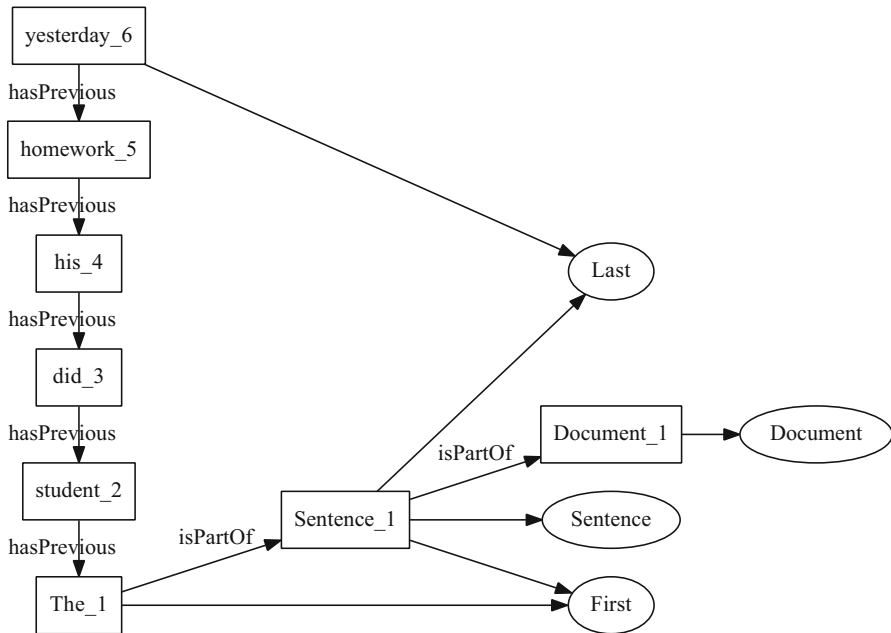 yesterday_6
hasPrevious
homework_5
hasPrevious
his_4
Last
hasPrevious
did_3
hasPrevious
Document_1
Document
isPartOf
student_2
Sentence_1
Sentence
isPartOf
hasPrevious
The_1
First